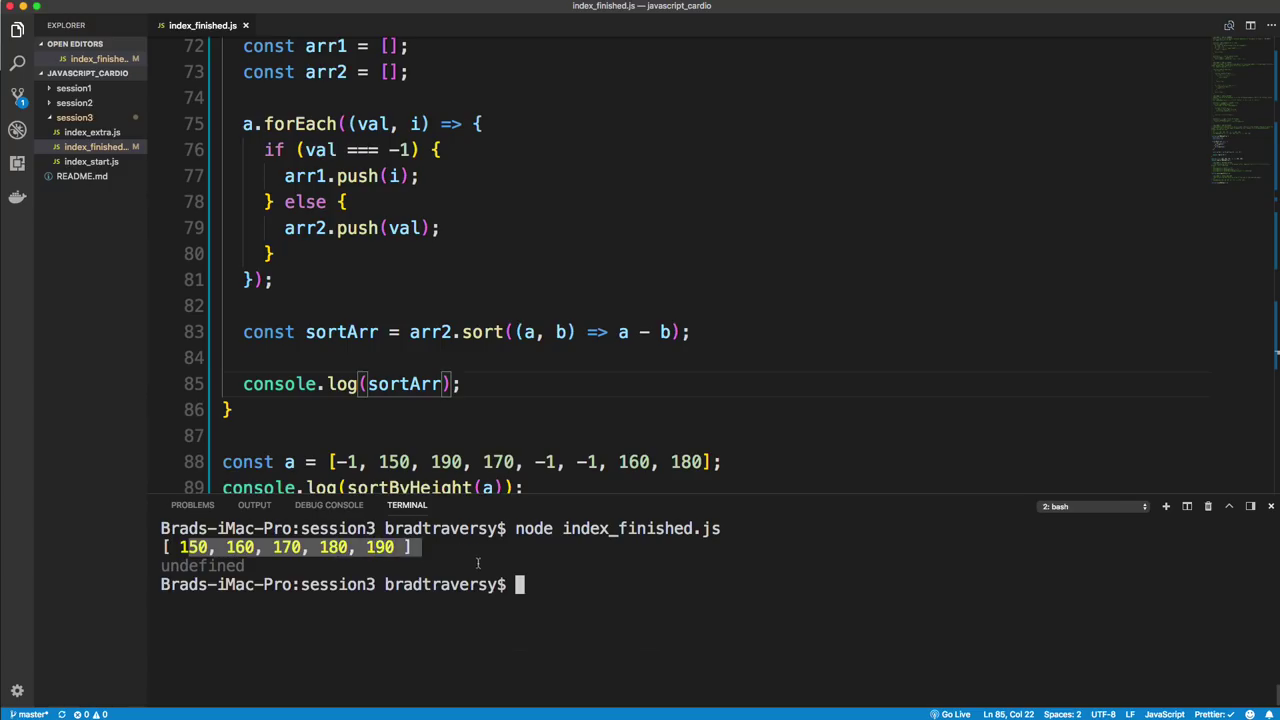 index_finished.js — javascript_cardio
EXPLORER
index_finished.js ×
OPEN EDITORS
index_finishe.. M
JAVASCRIPT_CARDIO
session1
session2
session3
index_extra.js
index_finished... M
index_start.js
README.md
1
72 const arr1 = [];
73 const arr2 = [];
74
75 a.forEach((val, i) => {
76 if (val === -1) {
77 arr1.push(i);
78 } else {
79 arr2.push(val);
80 }
81 });
82
83 const sortArr = arr2.sort((a, b) => a - b);
84
85 console.log(sortArr);
86 }
87
88 const a = [-1, 150, 190, 170, -1, -1, 160, 180];
89 console.log(sortByHeight(a));
PROBLEMS OUTPUT DEBUG CONSOLE TERMINAL 2: bash
Brads-iMac-Pro:session3 bradtraversy$ node index_finished.js
[ 150, 160, 170, 180, 190 ]
undefined
Brads-iMac-Pro:session3 bradtraversy$
master* 0 0 Go Live Ln 85, Col 22 Spaces: 2 UTF-8 LF JavaScript Prettier: ✓